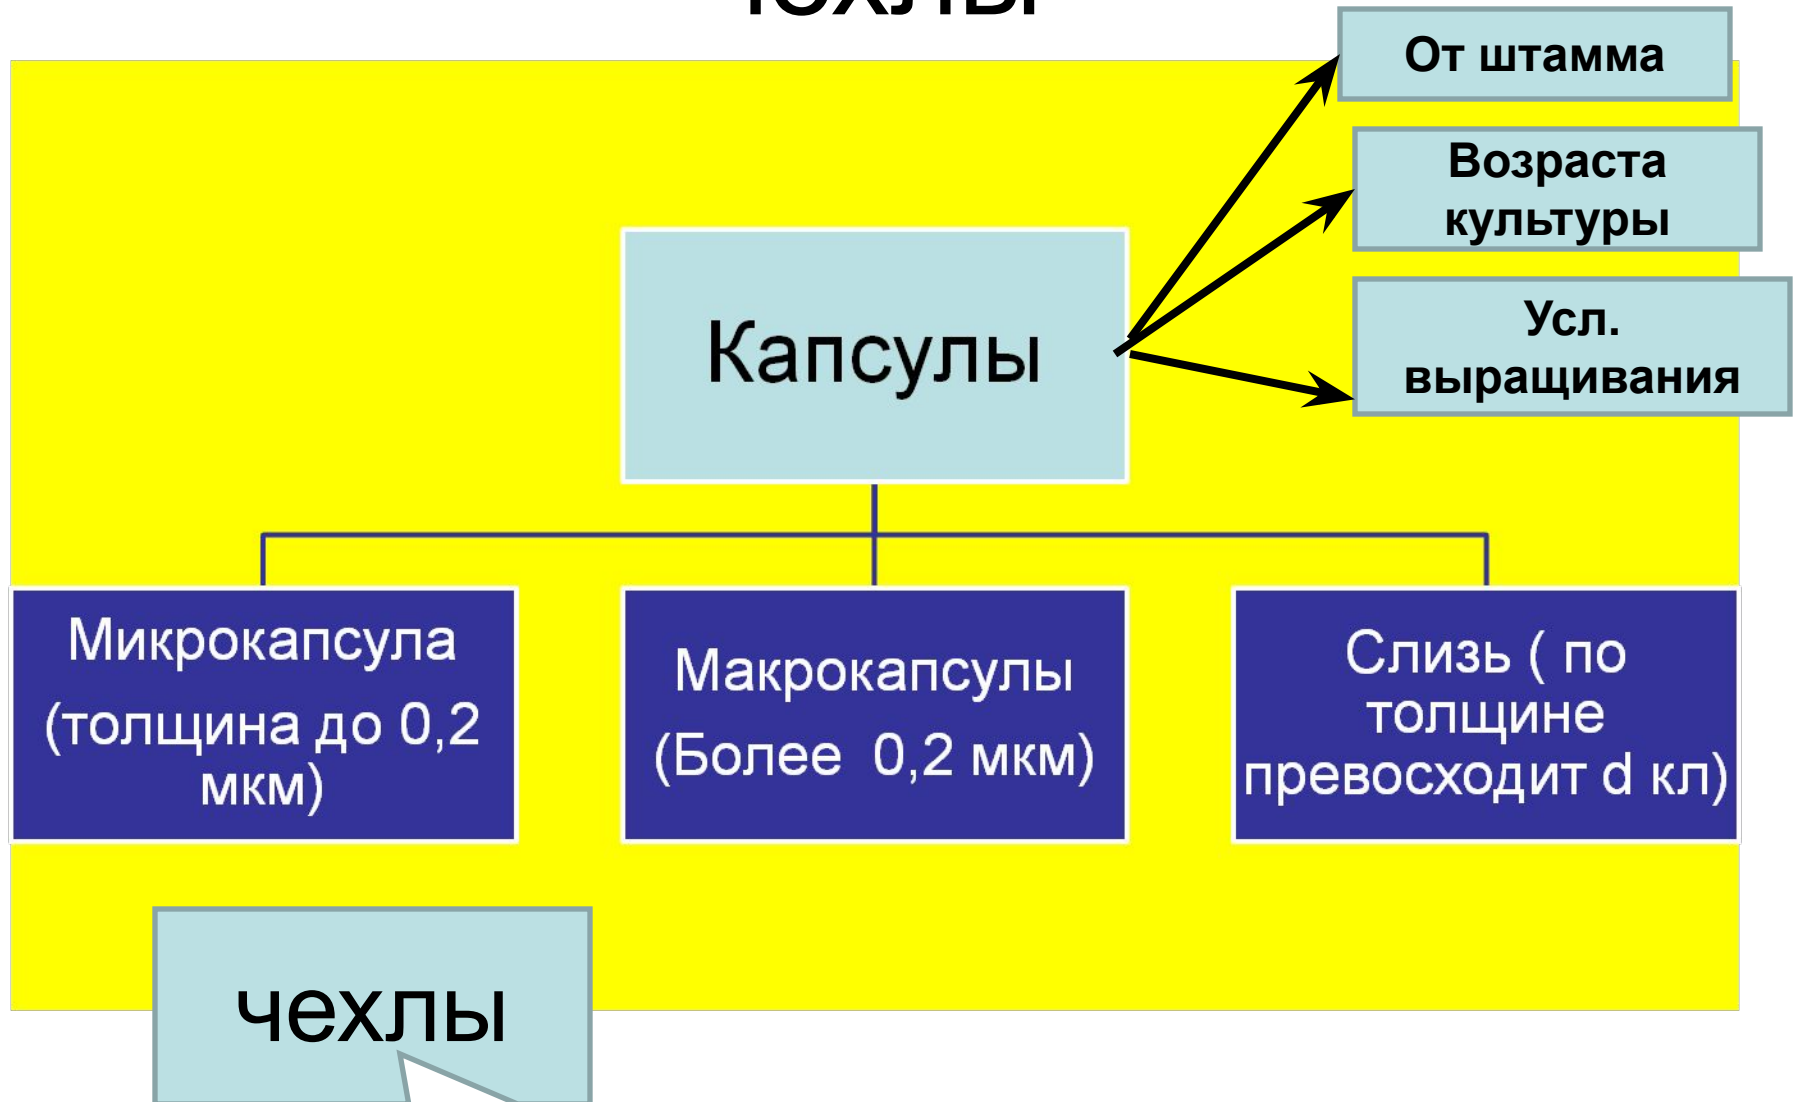 чехлы
От штамма
Возраста
культуры
Усл.
выращивания
Капсулы
Микрокапсула
(толщина до 0,2
мкм)
Макрокапсулы
(Более 0,2 мкм)
Слизь ( по
толщине
превосходит d кл)
чехлы